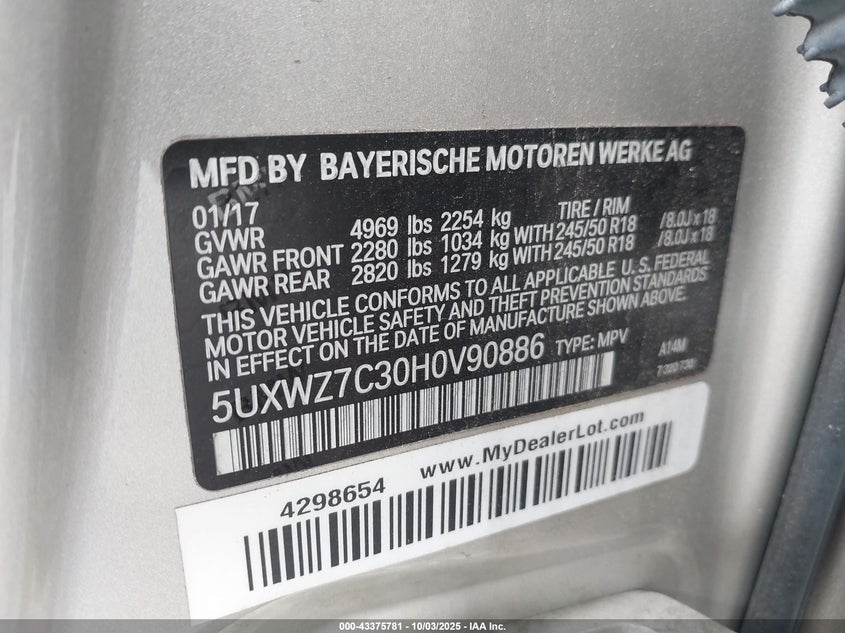 MFD BY BAYERISCHE MOTOREN WERKE AG
01/17 TIRE / RIM
GVWR 4969 lbs 2254 kg
GAWR FRONT 2280 lbs 1034 kg WITH 245/50 R18 /8.0J x 18
GAWR REAR 2820 lbs 1279 kg WITH 245/50 R18 /8.0J x 18
THIS VEHICLE CONFORMS TO ALL APPLICABLE U. S. FEDERAL
MOTOR VEHICLE SAFETY AND THEFT PREVENTION STANDARDS
IN EFFECT ON THE DATE OF MANUFACTURE SHOWN ABOVE.
5UXWZ7C30H0V90886 TYPE: MPV A14M
7 320 730
www.MyDealerLot.com
4298654
000-43375781 - 10/03/2025 - IAA Inc.